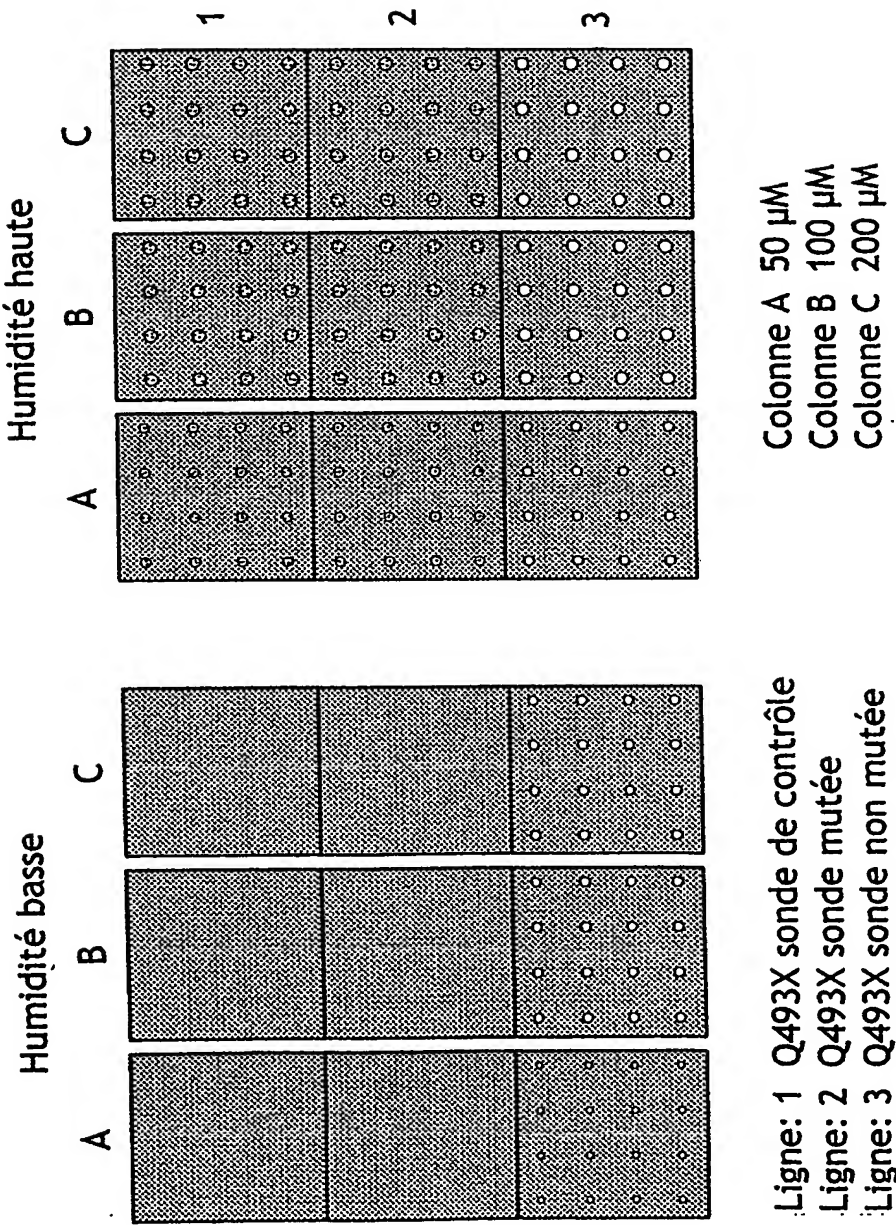 Humidité basse
A B C
Humidité haute
A B C
1
2
3
Ligne: 1 Q493X sonde de contrôle
Ligne: 2 Q493X sonde mutée
Ligne: 3 Q493X sonde non mutée
Colonne A 50 µM
Colonne B 100 µM
Colonne C 200 µM